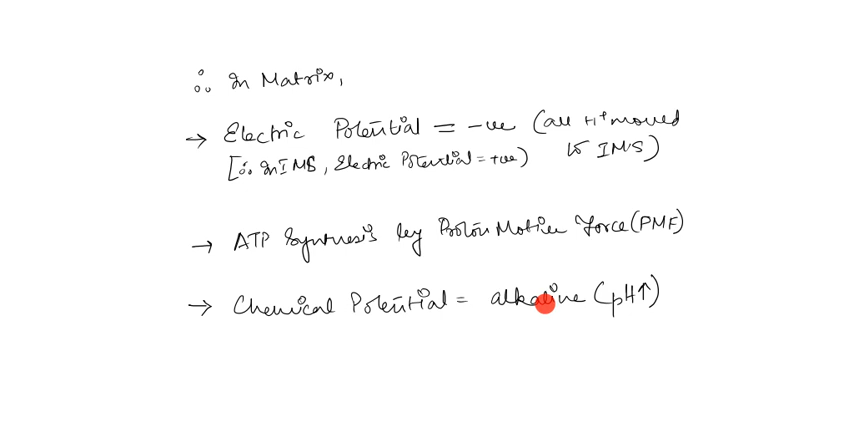 ∴ In Matrix,
→ Electric Potential = -ve (all H⁺ moved
to IMS)
[∴ In IMS, Electric Potential = +ve)
→ ATP Synthesis by Proton Motive Force (PMF)
→ Chemical Potential = alkaline (pH↑)